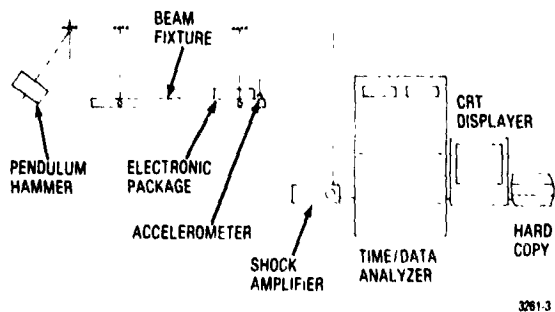 BEAM
FIXTURE
PENDULUM
HAMMER
ELECTRONIC
PACKAGE
ACCELEROMETER
SHOCK
AMPLIFIER
TIME/DATA
ANALYZER
CRT
DISPLAYER
HARD
COPY
3261-3